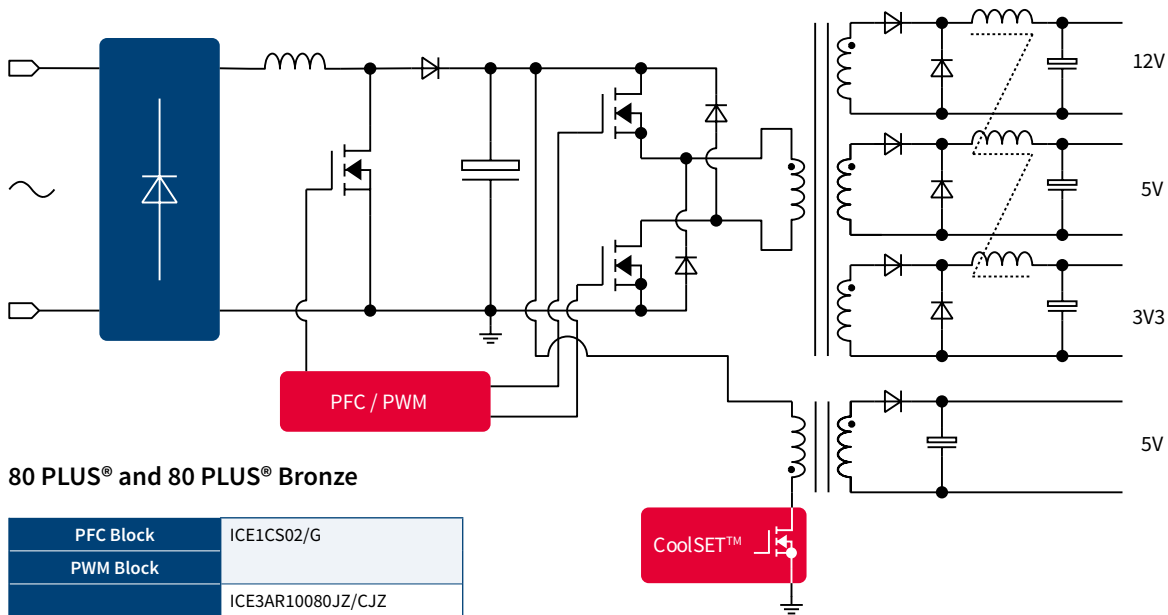 12V
5V
3V3
PFC / PWM
5V
80 PLUS® and 80 PLUS® Bronze
CoolSET™
PFC Block
ICE1CS02/G
PWM Block
ICE3AR10080JZ/CJZ